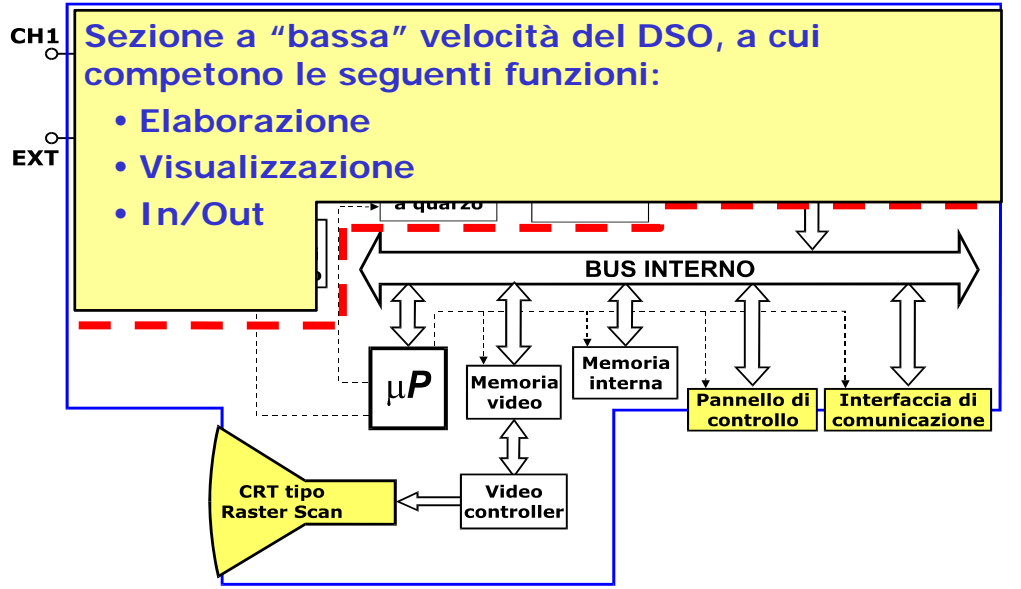 CH1
EXT
Sezione a “bassa” velocità del DSO, a cui
competono le seguenti funzioni:
• Elaborazione
• Visualizzazione
• In/Out
a quarzo
BUS INTERNO
µP
Memoria
video
Memoria
interna
Pannello di
controllo
Interfaccia di
comunicazione
CRT tipo
Raster Scan
Video
controller